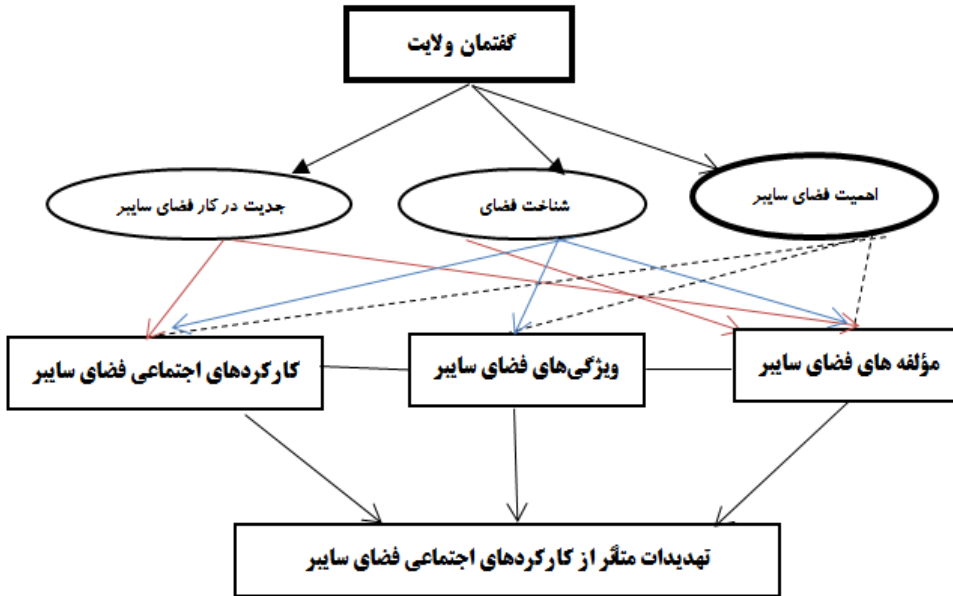 گفتمان ولایت
اهمیت فضای سایبر
شناخت فضای
جدیت در کار فضای سایبر
مؤلفه های فضای سایبر
ویژگی‌های فضای سایبر
کارکردهای اجتماعی فضای سایبر
تهدیدات متأثر از کارکردهای اجتماعی فضای سایبر